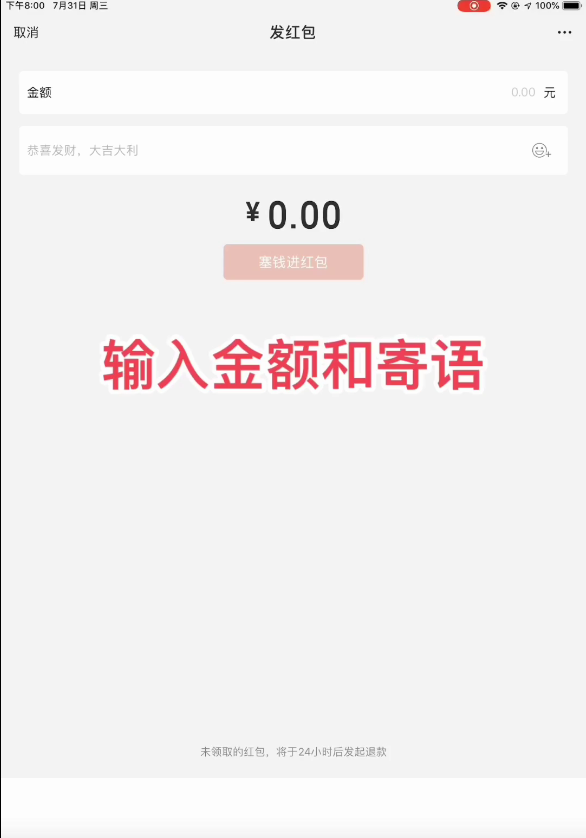 下午8:00 7月31日 周三 100%
取消 发红包
金额 0.00 元
恭喜发财，大吉大利
¥0.00
塞钱进红包
输入金额和寄语
未领取的红包，将于24小时后发起退款